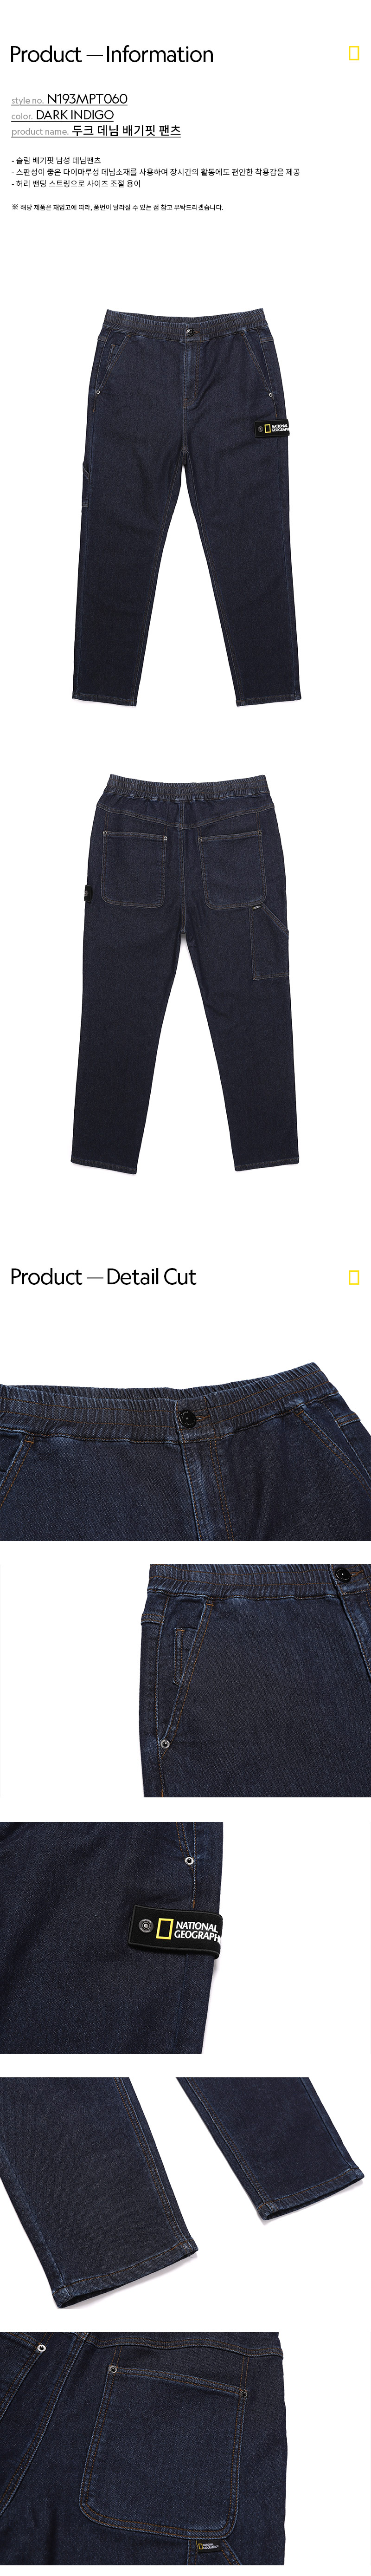 Product — Information
style no. N193MPT060
color. DARK INDIGO
product name. 두크 데님 배기핏 팬츠
- 슬림 배기핏 남성 데님팬츠
- 스판성이 좋은 다이마루성 데님소재를 사용하여 장시간의 활동에도 편안한 착용감을 제공
- 허리 밴딩 스트링으로 사이즈 조절 용이
※ 해당 제품은 재입고에 따라, 품번이 달라질 수 있는 점 참고 부탁드리겠습니다.
NATIONAL
GEOGRAPH
Product — Detail Cut
NATIONAL
GEOGRAPH
NATIONAL
GEOGRAPHIC